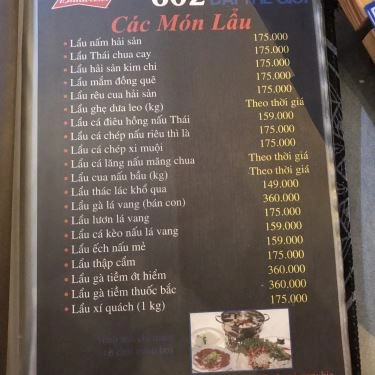 Budweiser
602
Các Món Lẩu
• Lẩu nấm hải sản 175.000
• Lẩu Thái chua cay 175.000
• Lẩu hải sản kim chi 175.000
• Lẩu mắm đồng quê 175.000
• Lẩu rêu cua hải sản 175.000
• Lẩu ghẹ dưa leo (kg) Theo thời giá
• Lẩu cá điêu hồng nấu Thái 159.000
• Lẩu cá chép nấu riêu thì là 175.000
• Lẩu cá chép xi muội 175.000
• Lẩu cá lăng nấu măng chua Theo thời giá
• Lẩu cua nấu bầu (kg) Theo thời giá
• Lẩu thác lác khổ qua 149.000
• Lẩu gà lá vang (bán con) 360.000
• Lẩu lươn lá vang 175.000
• Lẩu cá kèo nấu lá vang 159.000
• Lẩu ếch nấu mẻ 159.000
• Lẩu thập cẩm 175.000
• Lẩu gà tiềm ớt hiểm 360.000
• Lẩu gà tiềm thuốc bắc 360.000
• Lẩu xí quách (1 kg) 175.000